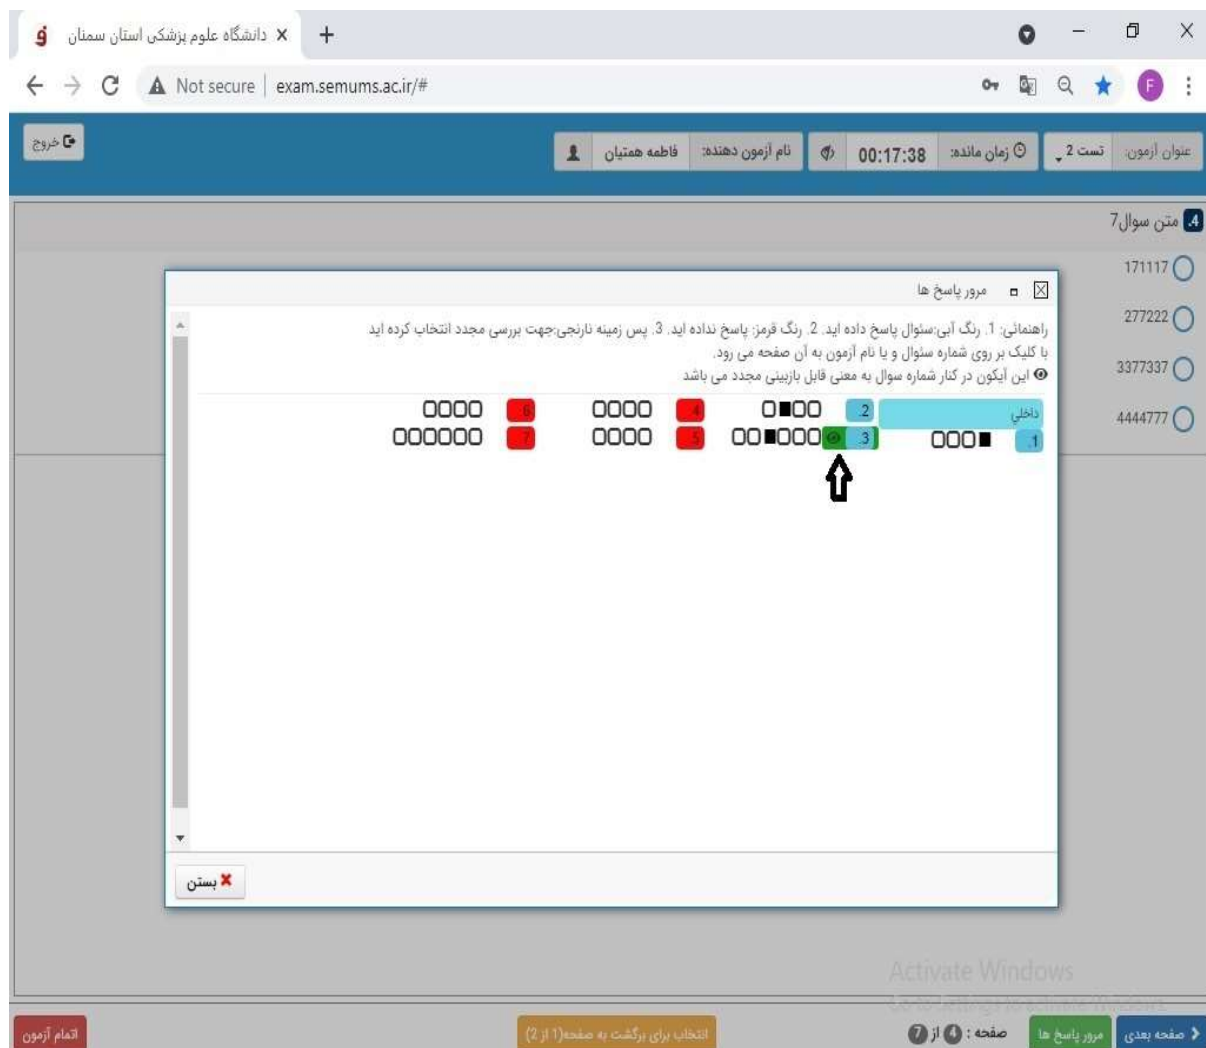 دانشگاه علوم پزشکی استان سمنان
Not secure | exam.semums.ac.ir/#
F
عنوان آزمون: تست 2
زمان مانده: 00:17:38
نام آزمون دهنده: فاطمه همتیان
خروج
4. متن سوال7
171117
277222
3377337
4444777
مرور پاسخ ها
راهنمائی: 1. رنگ آبی:سئوال پاسخ داده اید. 2. رنگ قرمز: پاسخ نداده اید. 3. پس زمینه نارنجی:جهت بررسی مجدد انتخاب کرده اید
با کلیک بر روی شماره سئوال و یا نام آزمون به آن صفحه می رود.
این آیکون در کنار شماره سوال به معنی قابل بازبینی مجدد می باشد
داخلي
1.
2.
3.
4
5
6
7
بستن
Activate Windows
صفحه بعدی
مرور پاسخ ها
صفحه : 4 از 7
انتخاب برای برگشت به صفحه(1 از 2)
اتمام آزمون